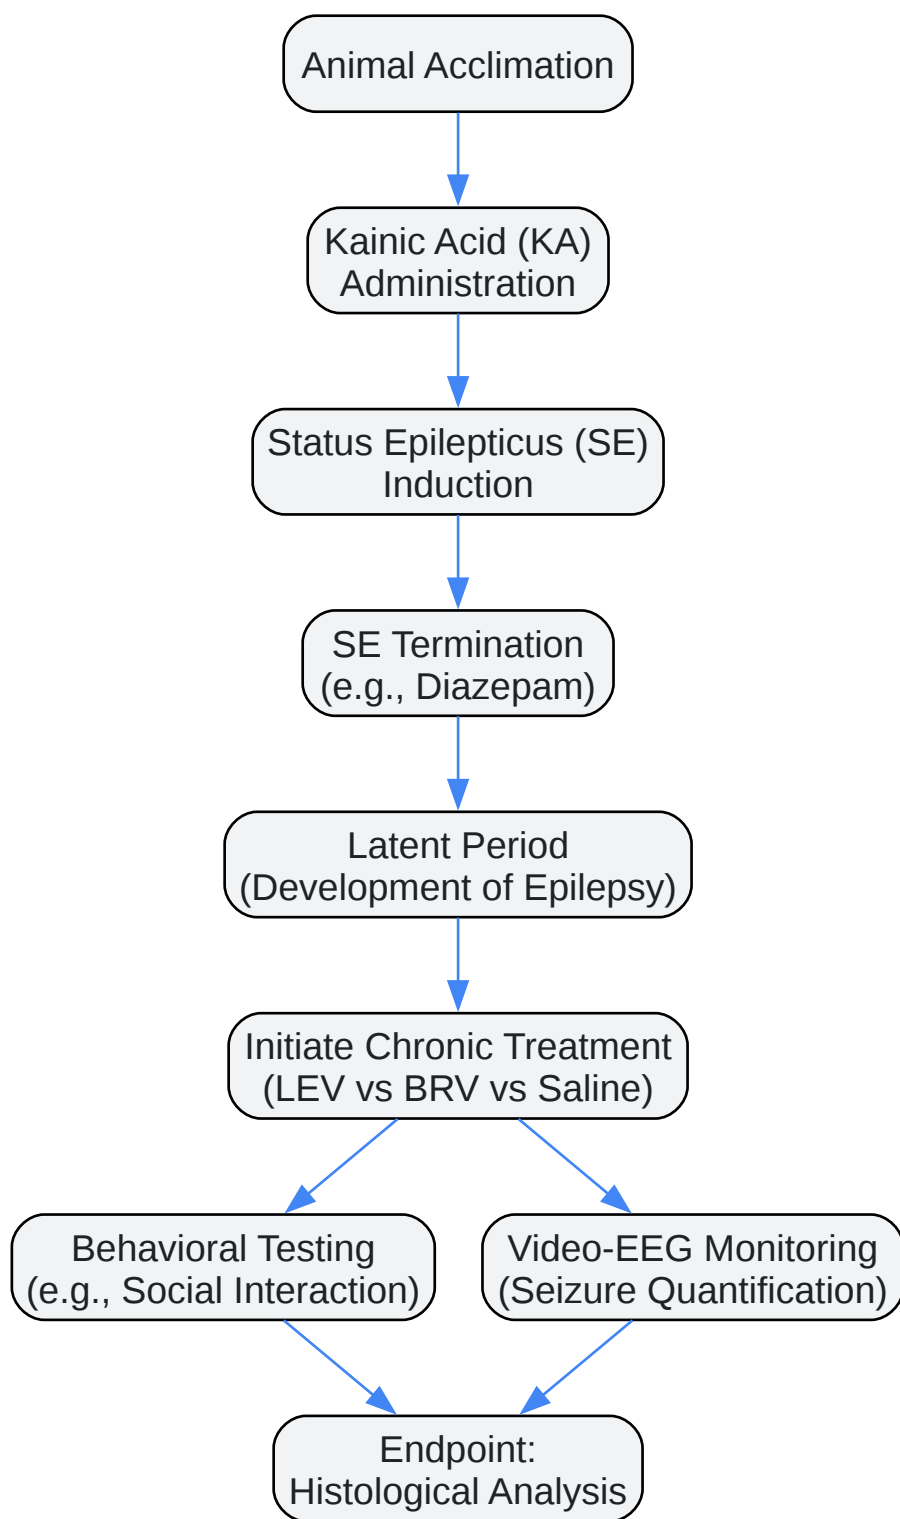 Animal Acclimation
Kainic Acid (KA)
Administration
Status Epilepticus (SE)
Induction
SE Termination
(e.g., Diazepam)
Latent Period
(Development of Epilepsy)
Initiate Chronic Treatment
(LEV vs BRV vs Saline)
Behavioral Testing
(e.g., Social Interaction)
Video-EEG Monitoring
(Seizure Quantification)
Endpoint:
Histological Analysis